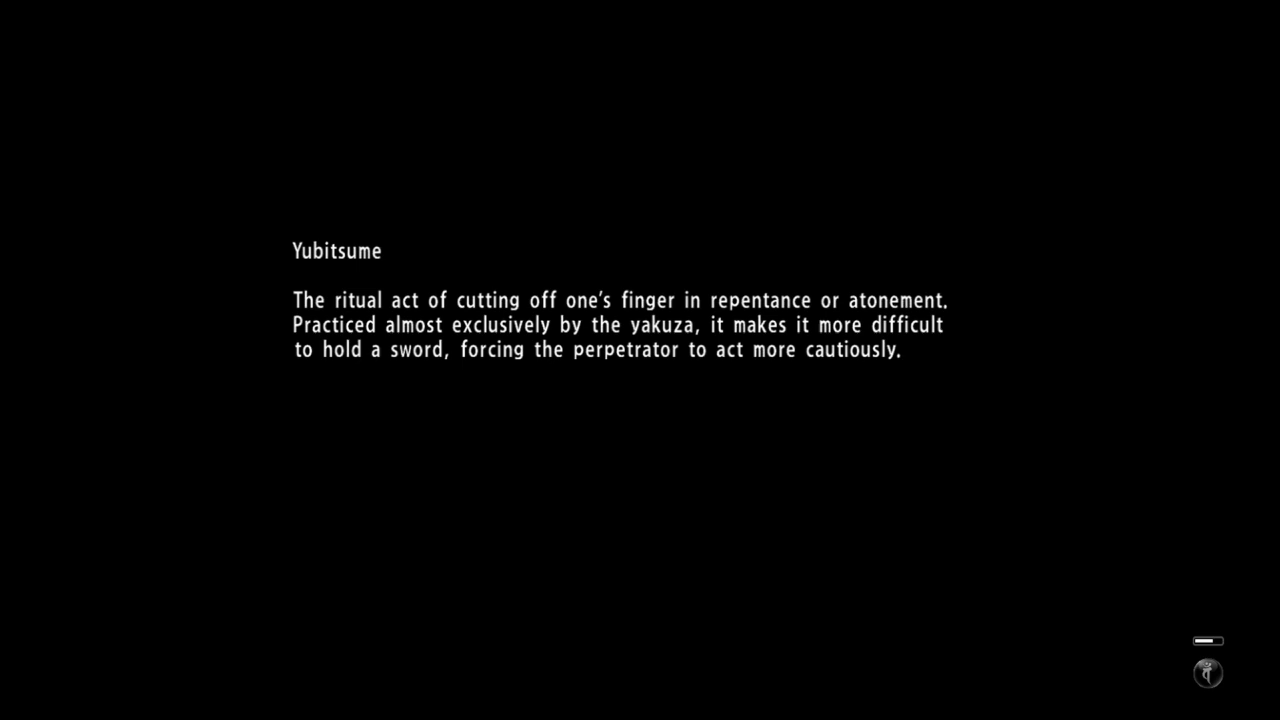 Yubitsume
The ritual act of cutting off one's finger in repentance or atonement.
Practiced almost exclusively by the yakuza, it makes it more difficult
to hold a sword, forcing the perpetrator to act more cautiously.